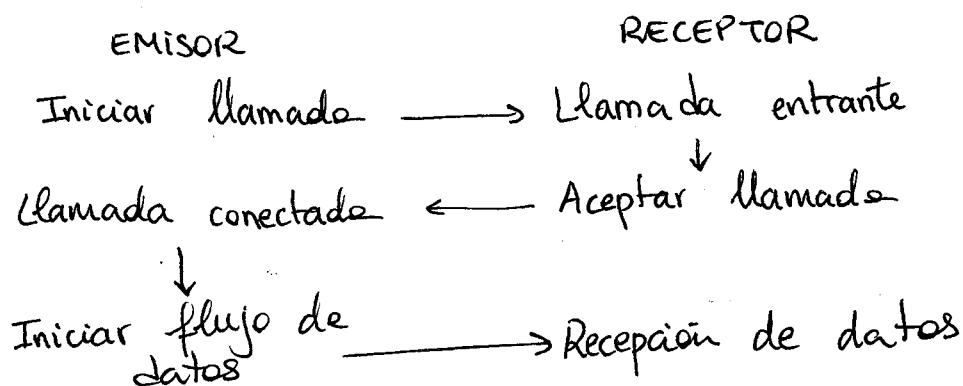 EMISOR RECEPTOR
Iniciar llamada → Llamada entrante
↓
Llamada conectada ← Aceptar llamada
↓
Iniciar flujo de
datos → Recepción de datos